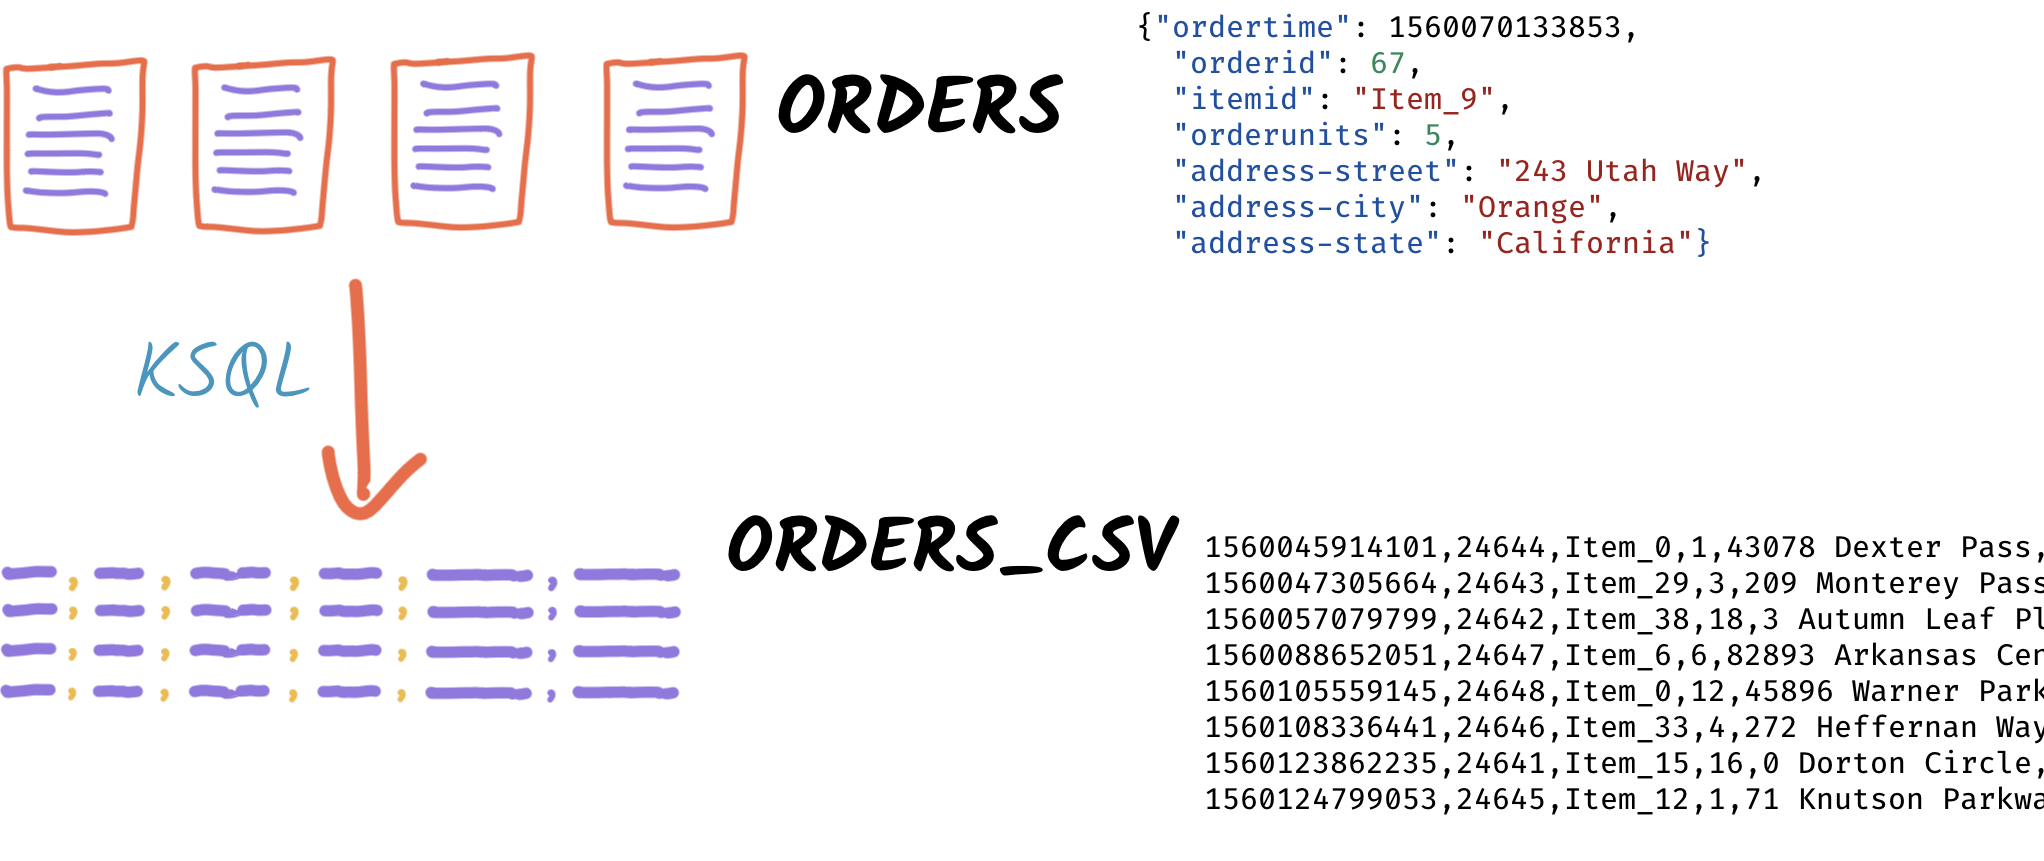 ORDERS
{"ordertime": 1560070133853,
"orderid": 67,
"itemid": "Item_9",
"orderunits": 5,
"address-street": "243 Utah Way",
"address-city": "Orange",
"address-state": "California"}
KSQL
ORDERS_CSV
1560045914101,24644,Item_0,1,43078 Dexter Pass,
1560047305664,24643,Item_29,3,209 Monterey Pass
1560057079799,24642,Item_38,18,3 Autumn Leaf Pl
1560088652051,24647,Item_6,6,82893 Arkansas Cen
1560105559145,24648,Item_0,12,45896 Warner Park
1560108336441,24646,Item_33,4,272 Heffernan Way
1560123862235,24641,Item_15,16,0 Dorton Circle,
1560124799053,24645,Item_12,1,71 Knutson Parkwa